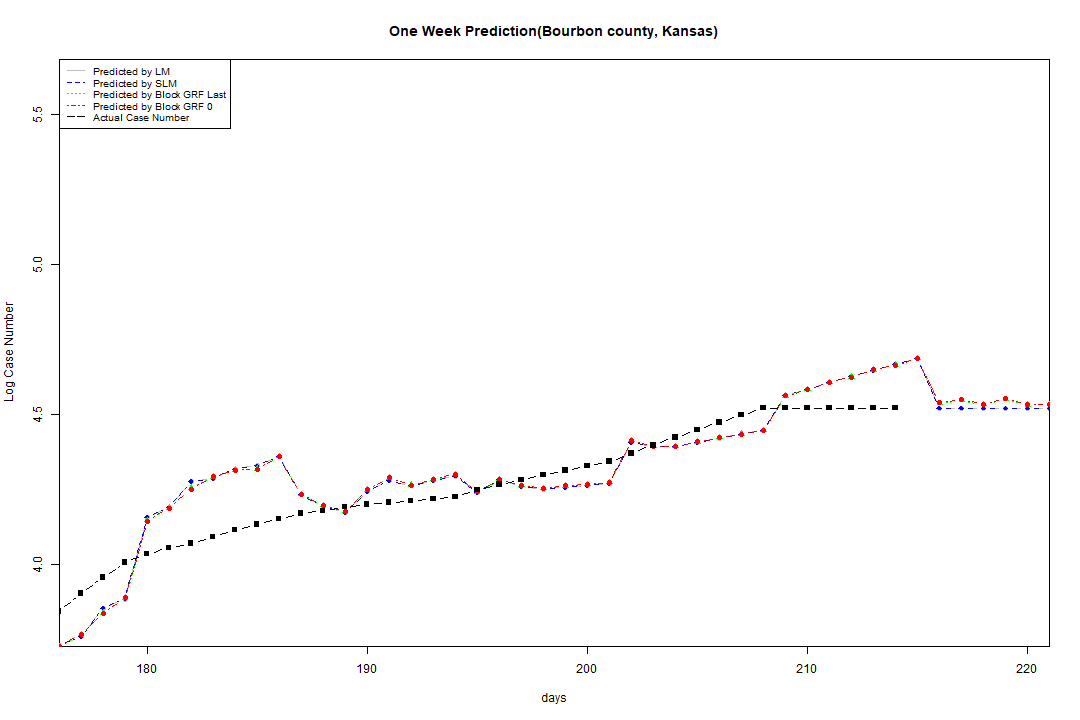 One Week Prediction(Bourbon county, Kansas)
Predicted by LM
Predicted by SLM
Predicted by Block GRF Last
Predicted by Block GRF 0
Actual Case Number
5.5
5.0
4.5
4.0
Log Case Number
180 190 200 210 220
days